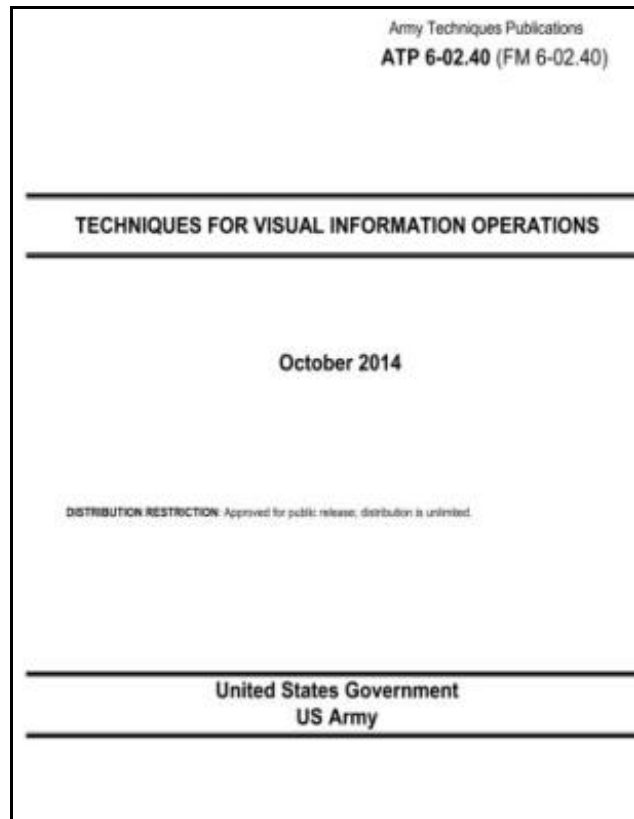 Army Techniques Publications
ATP 6-02.40 (FM 6-02.40)
TECHNIQUES FOR VISUAL INFORMATION OPERATIONS
October 2014
DISTRIBUTION RESTRICTION: Approved for public release; distribution is unlimited.
United States Government
US Army